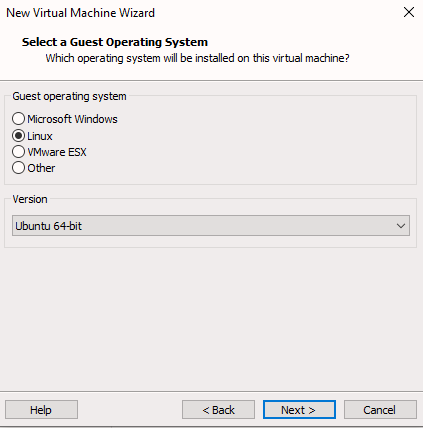 New Virtual Machine Wizard
Select a Guest Operating System
Which operating system will be installed on this virtual machine?
Guest operating system
Microsoft Windows
Linux
VMware ESX
Other
Version
Ubuntu 64-bit
Help
< Back
Next >
Cancel